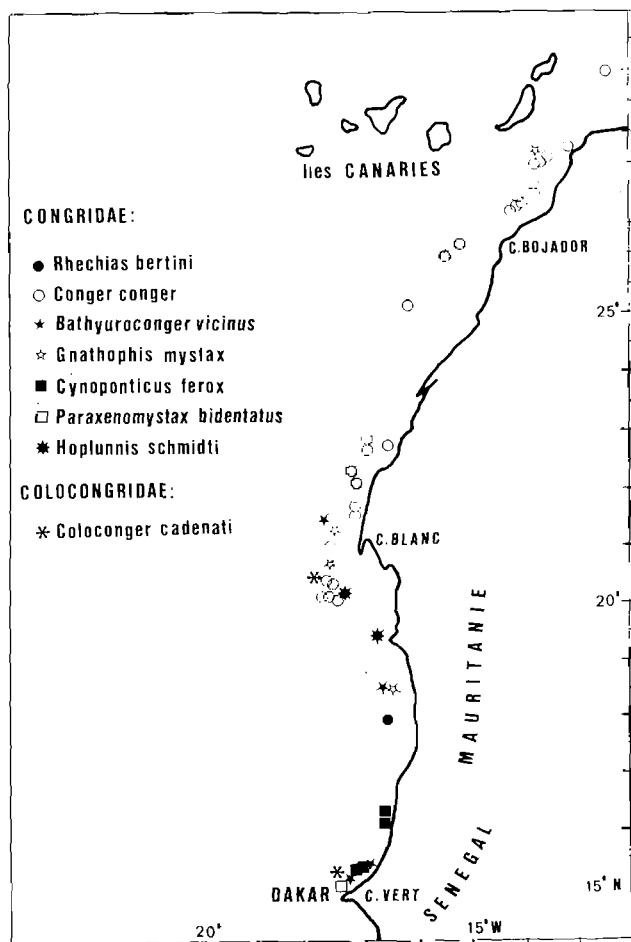 Iles CANARIES
CONGRIDAE:
Rhechias bertini
Conger conger
Bathyuroconger vicinus
Gnathophis mystax
Cynoponticus ferox
Paraxenomystax bidentatus
Hoplunnis schmidti
COLOCONGRIDAE:
Coloconger cadenati
C.BOJADOR
25°
C.BLANC
20°
MAURITANIE
SENEGAL
15° N
DAKAR
C.VERT
20°
15°W